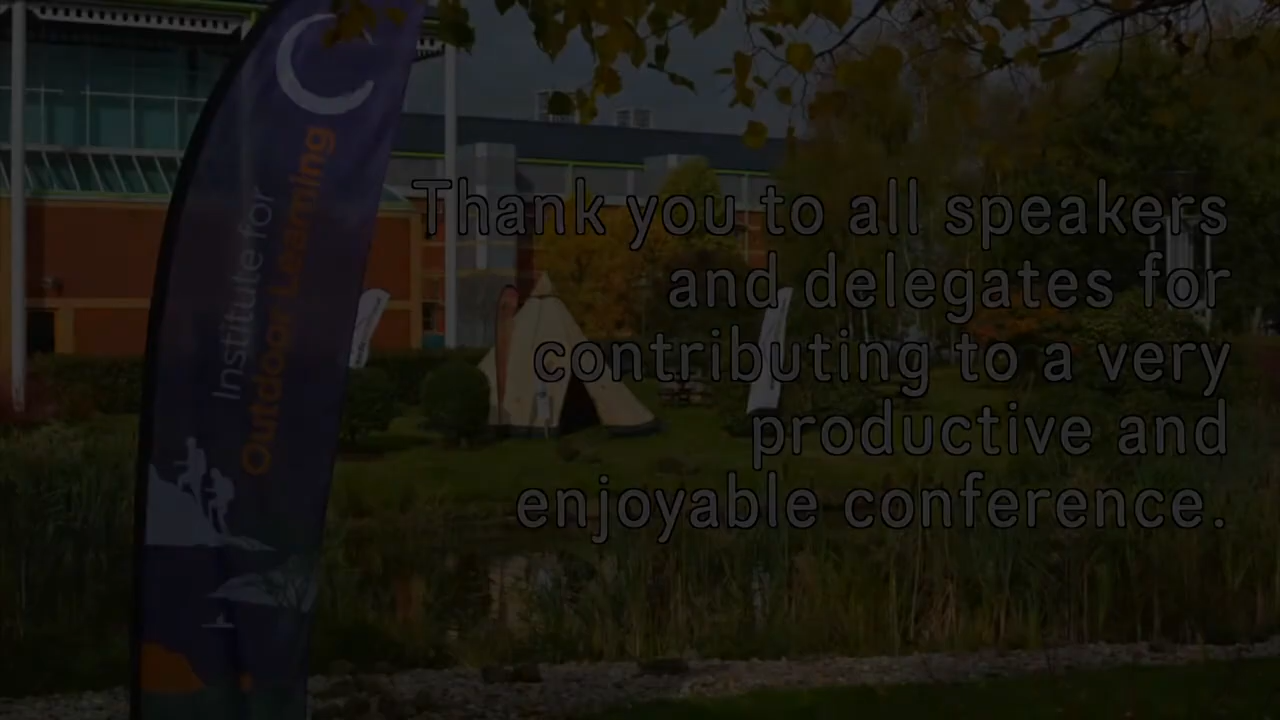 Institute for
Outdoor Learning
Thank you to all speakers
and delegates for
contributing to a very
productive and
enjoyable conference.